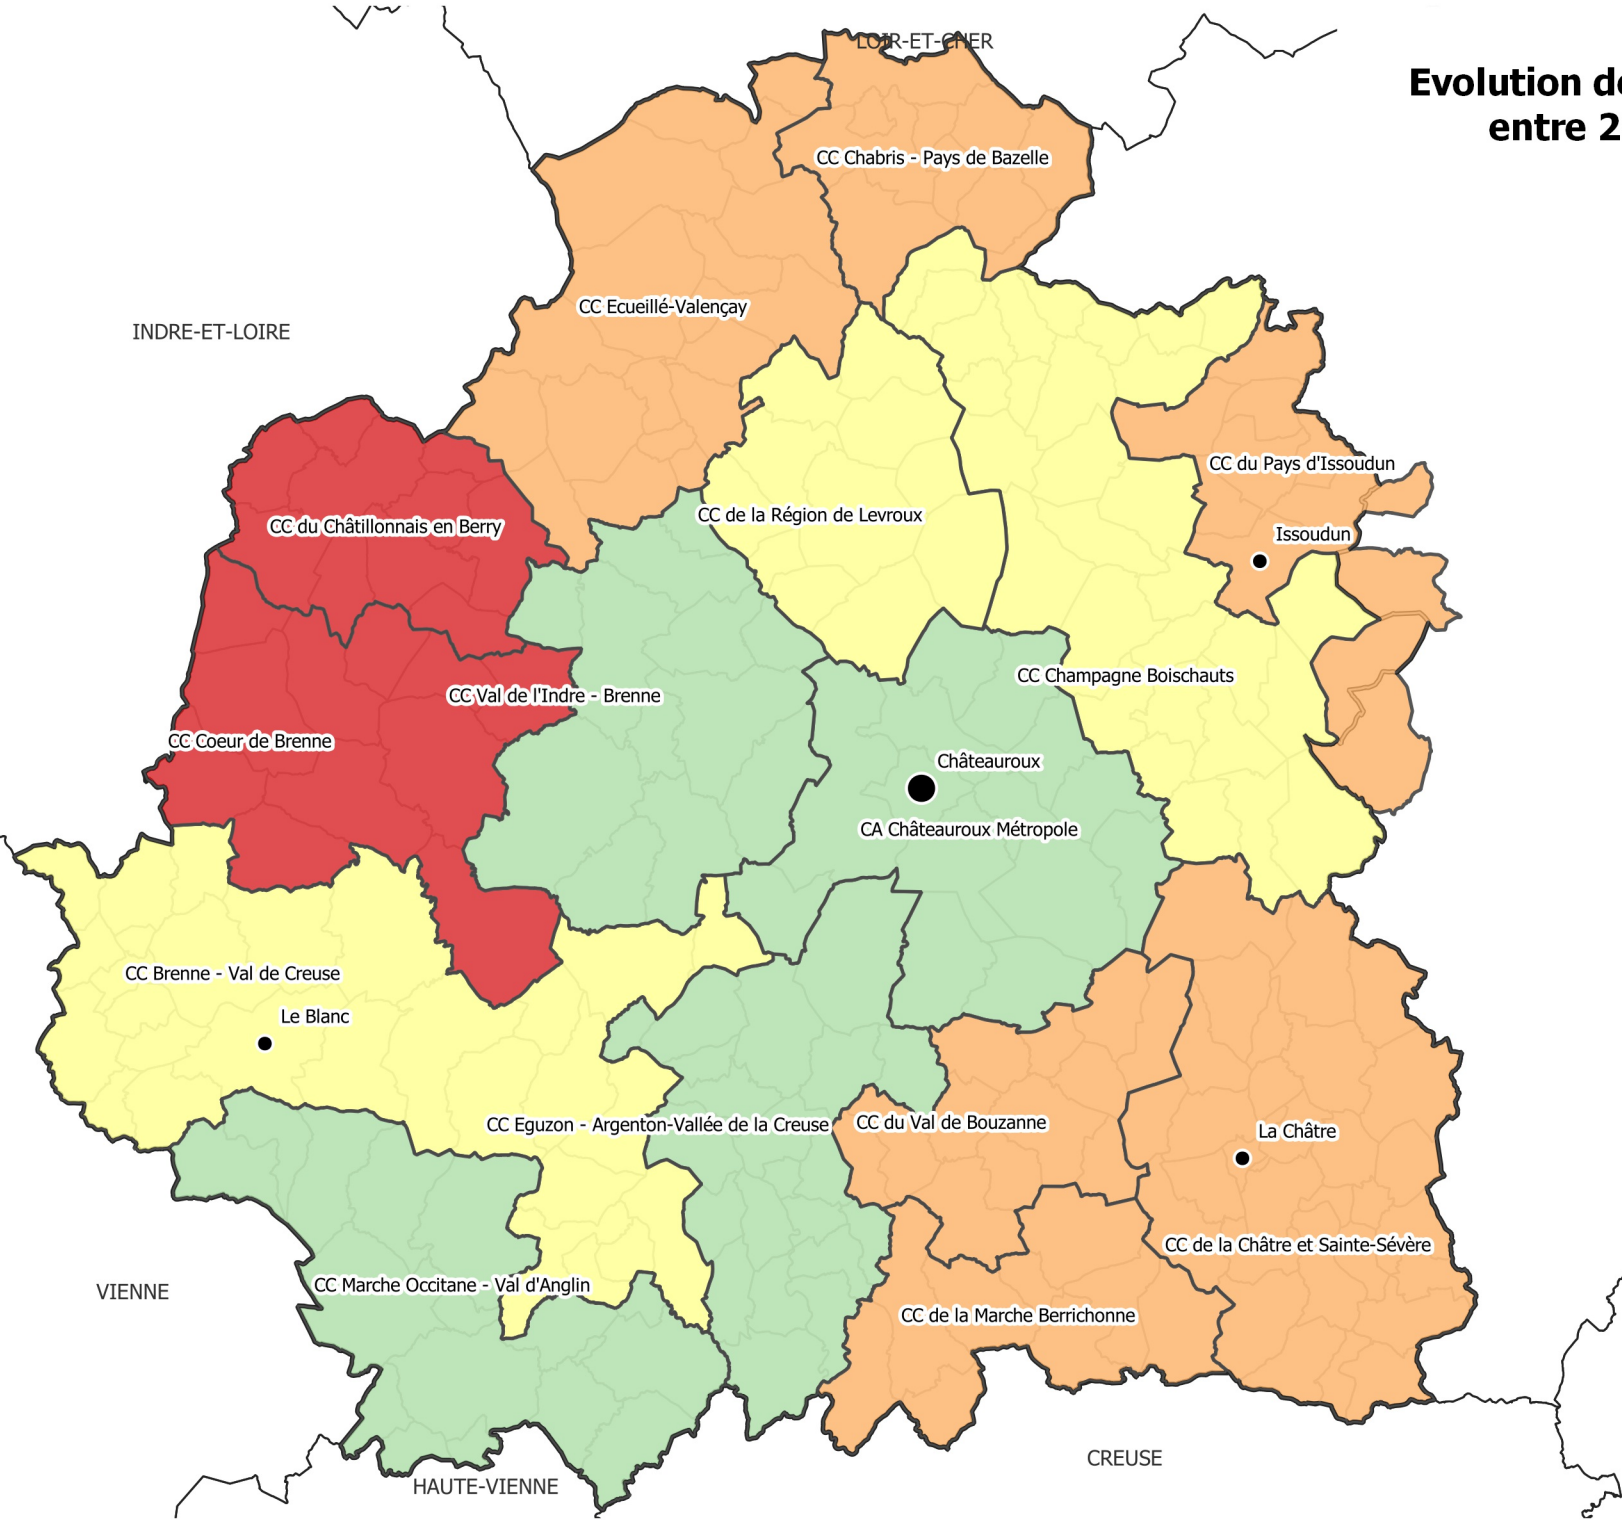 LOIR-ET-CHER
Evolution de
entre 2
CC Chabris - Pays de Bazelle
CC Ecueillé-Valençay
INDRE-ET-LOIRE
CC du Pays d'Issoudun
CC de la Région de Levroux
CC du Châtillonnais en Berry
Issoudun
CC Champagne Boischauts
CC Val de l'Indre - Brenne
CC Coeur de Brenne
Châteauroux
CA Châteauroux Métropole
CC Brenne - Val de Creuse
Le Blanc
CC Eguzon - Argenton-Vallée de la Creuse
CC du Val de Bouzanne
La Châtre
CC de la Châtre et Sainte-Sévère
CC Marche Occitane - Val d'Anglin
VIENNE
CC de la Marche Berrichonne
CREUSE
HAUTE-VIENNE